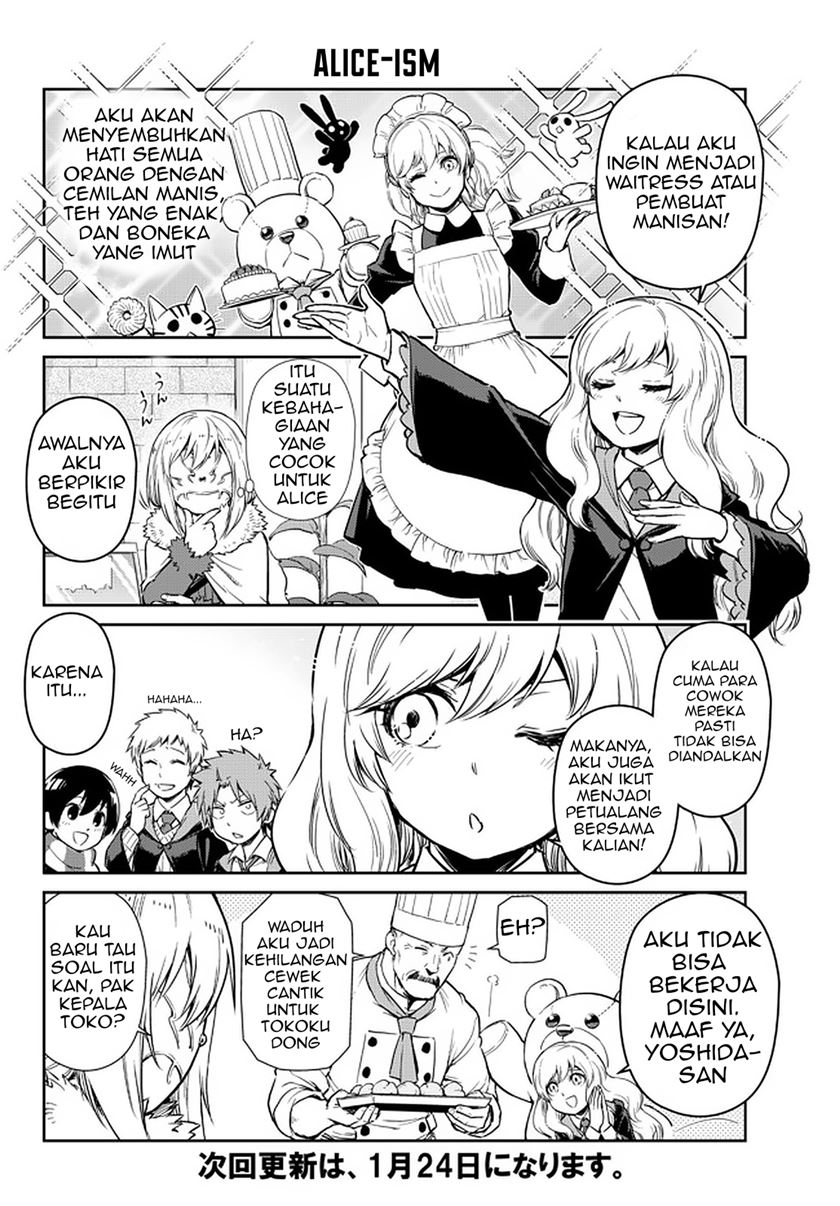 ALICE-ISM
KALAU AKU
INGIN MENJADI
WAITRESS ATAU
PEMBUAT
MANISAN!
AKU AKAN
MENYEMBUHKAN
HATI SEMUA
ORANG DENGAN
CEMILAN MANIS,
TEH YANG ENAK,
DAN BONEKA
YANG IMUT
ITU
SUATU
KEBAHA-
GIAAN
YANG
COCOK
UNTUK
ALICE
うん
うん
AWALNYA
AKU
BERPIKIR
BEGITU
KALAU
CUMA PARA
COWOK
MEREKA
PASTI
TIDAK BISA
DIANDALKAN
MAKANYA,
AKU JUGA
AKAN IKUT
MENJADI
PETUALANG
BERSAMA
KALIAN!
HA?
HAHAHA...
WAHH
KARENA
ITU...
AKU TIDAK
BISA
BEKERJA
DISINI.
MAAF YA,
YOSHIDA-
SAN
EH?
WADUH
AKU JADI
KEHILANGAN
CEWEK
CANTIK
UNTUK
TOKOKU
DONG
KAU
BARU TAU
SOAL ITU
KAN, PAK
KEPALA
TOKO?
次回更新は、1月24日になります。